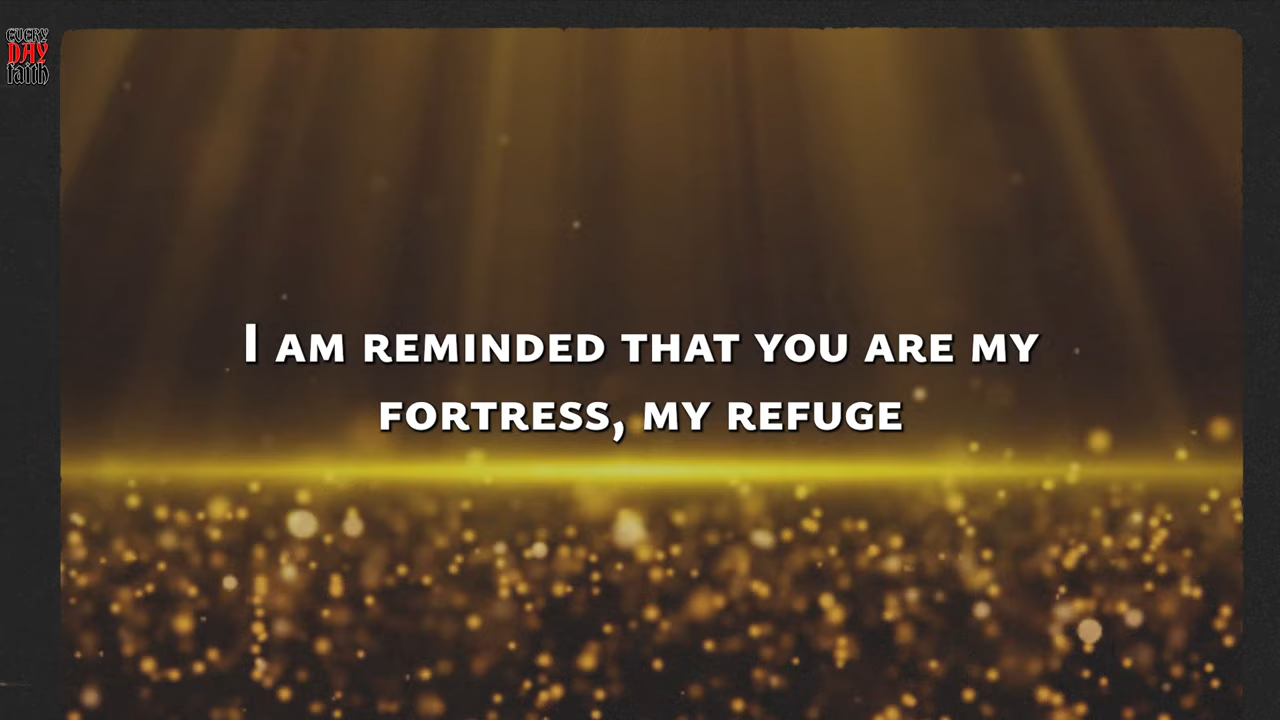 EVERY
DAY
faith
I AM REMINDED THAT YOU ARE MY
FORTRESS, MY REFUGE